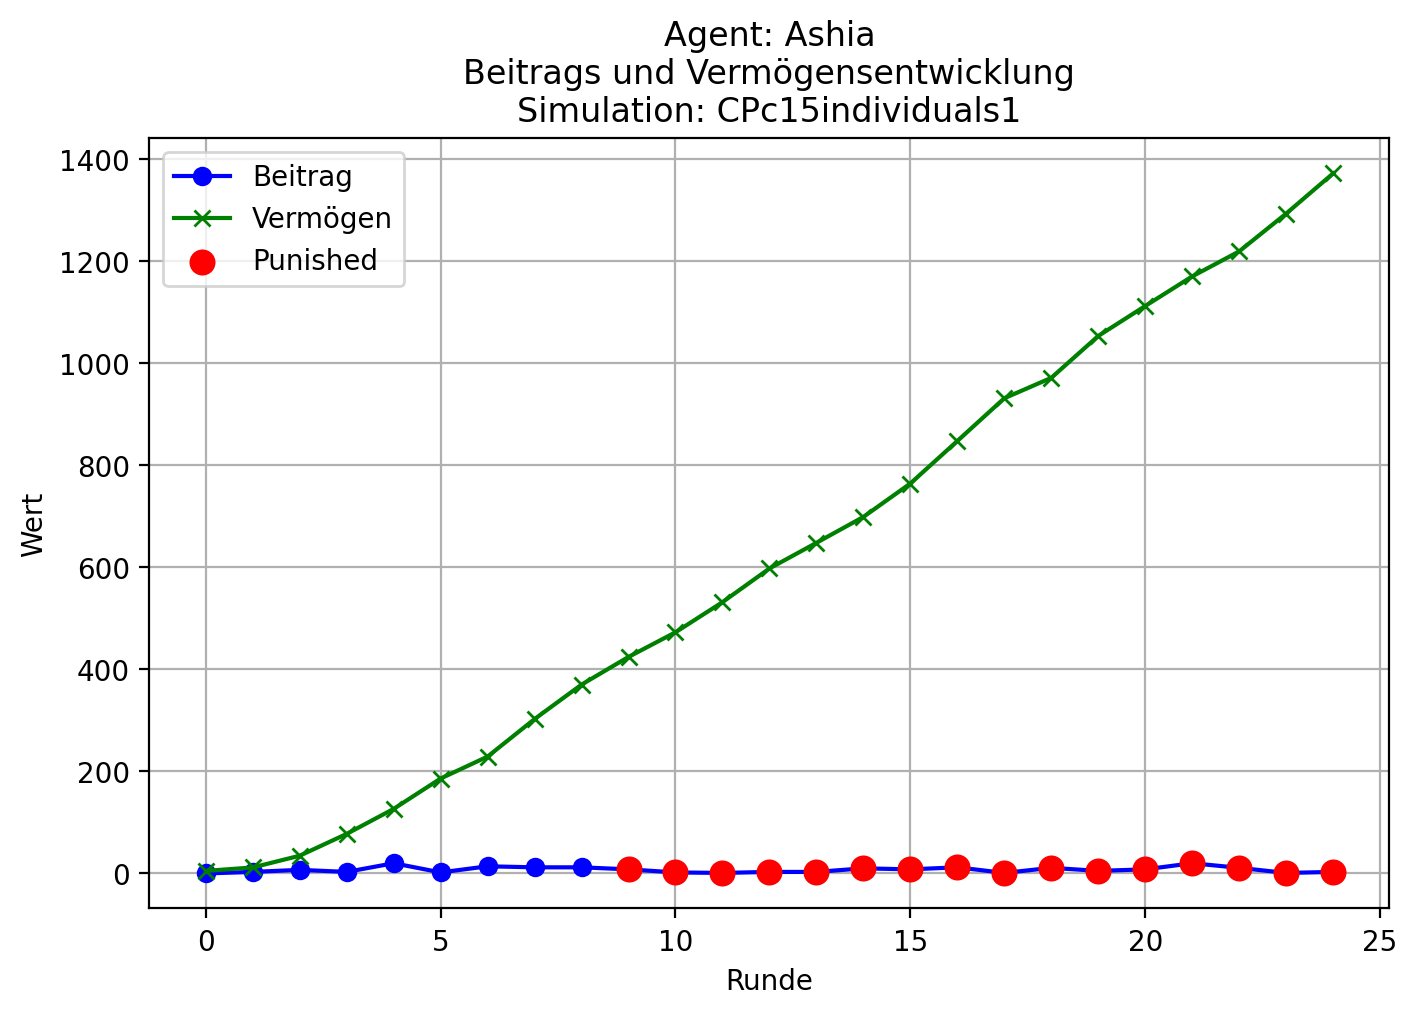 Agent: Ashia
Beitrags und Vermögensentwicklung
Simulation: CPc15individuals1
Beitrag
Vermögen
Punished
1400
1200
1000
800
600
400
200
0
Wert
0 5 10 15 20 25
Runde